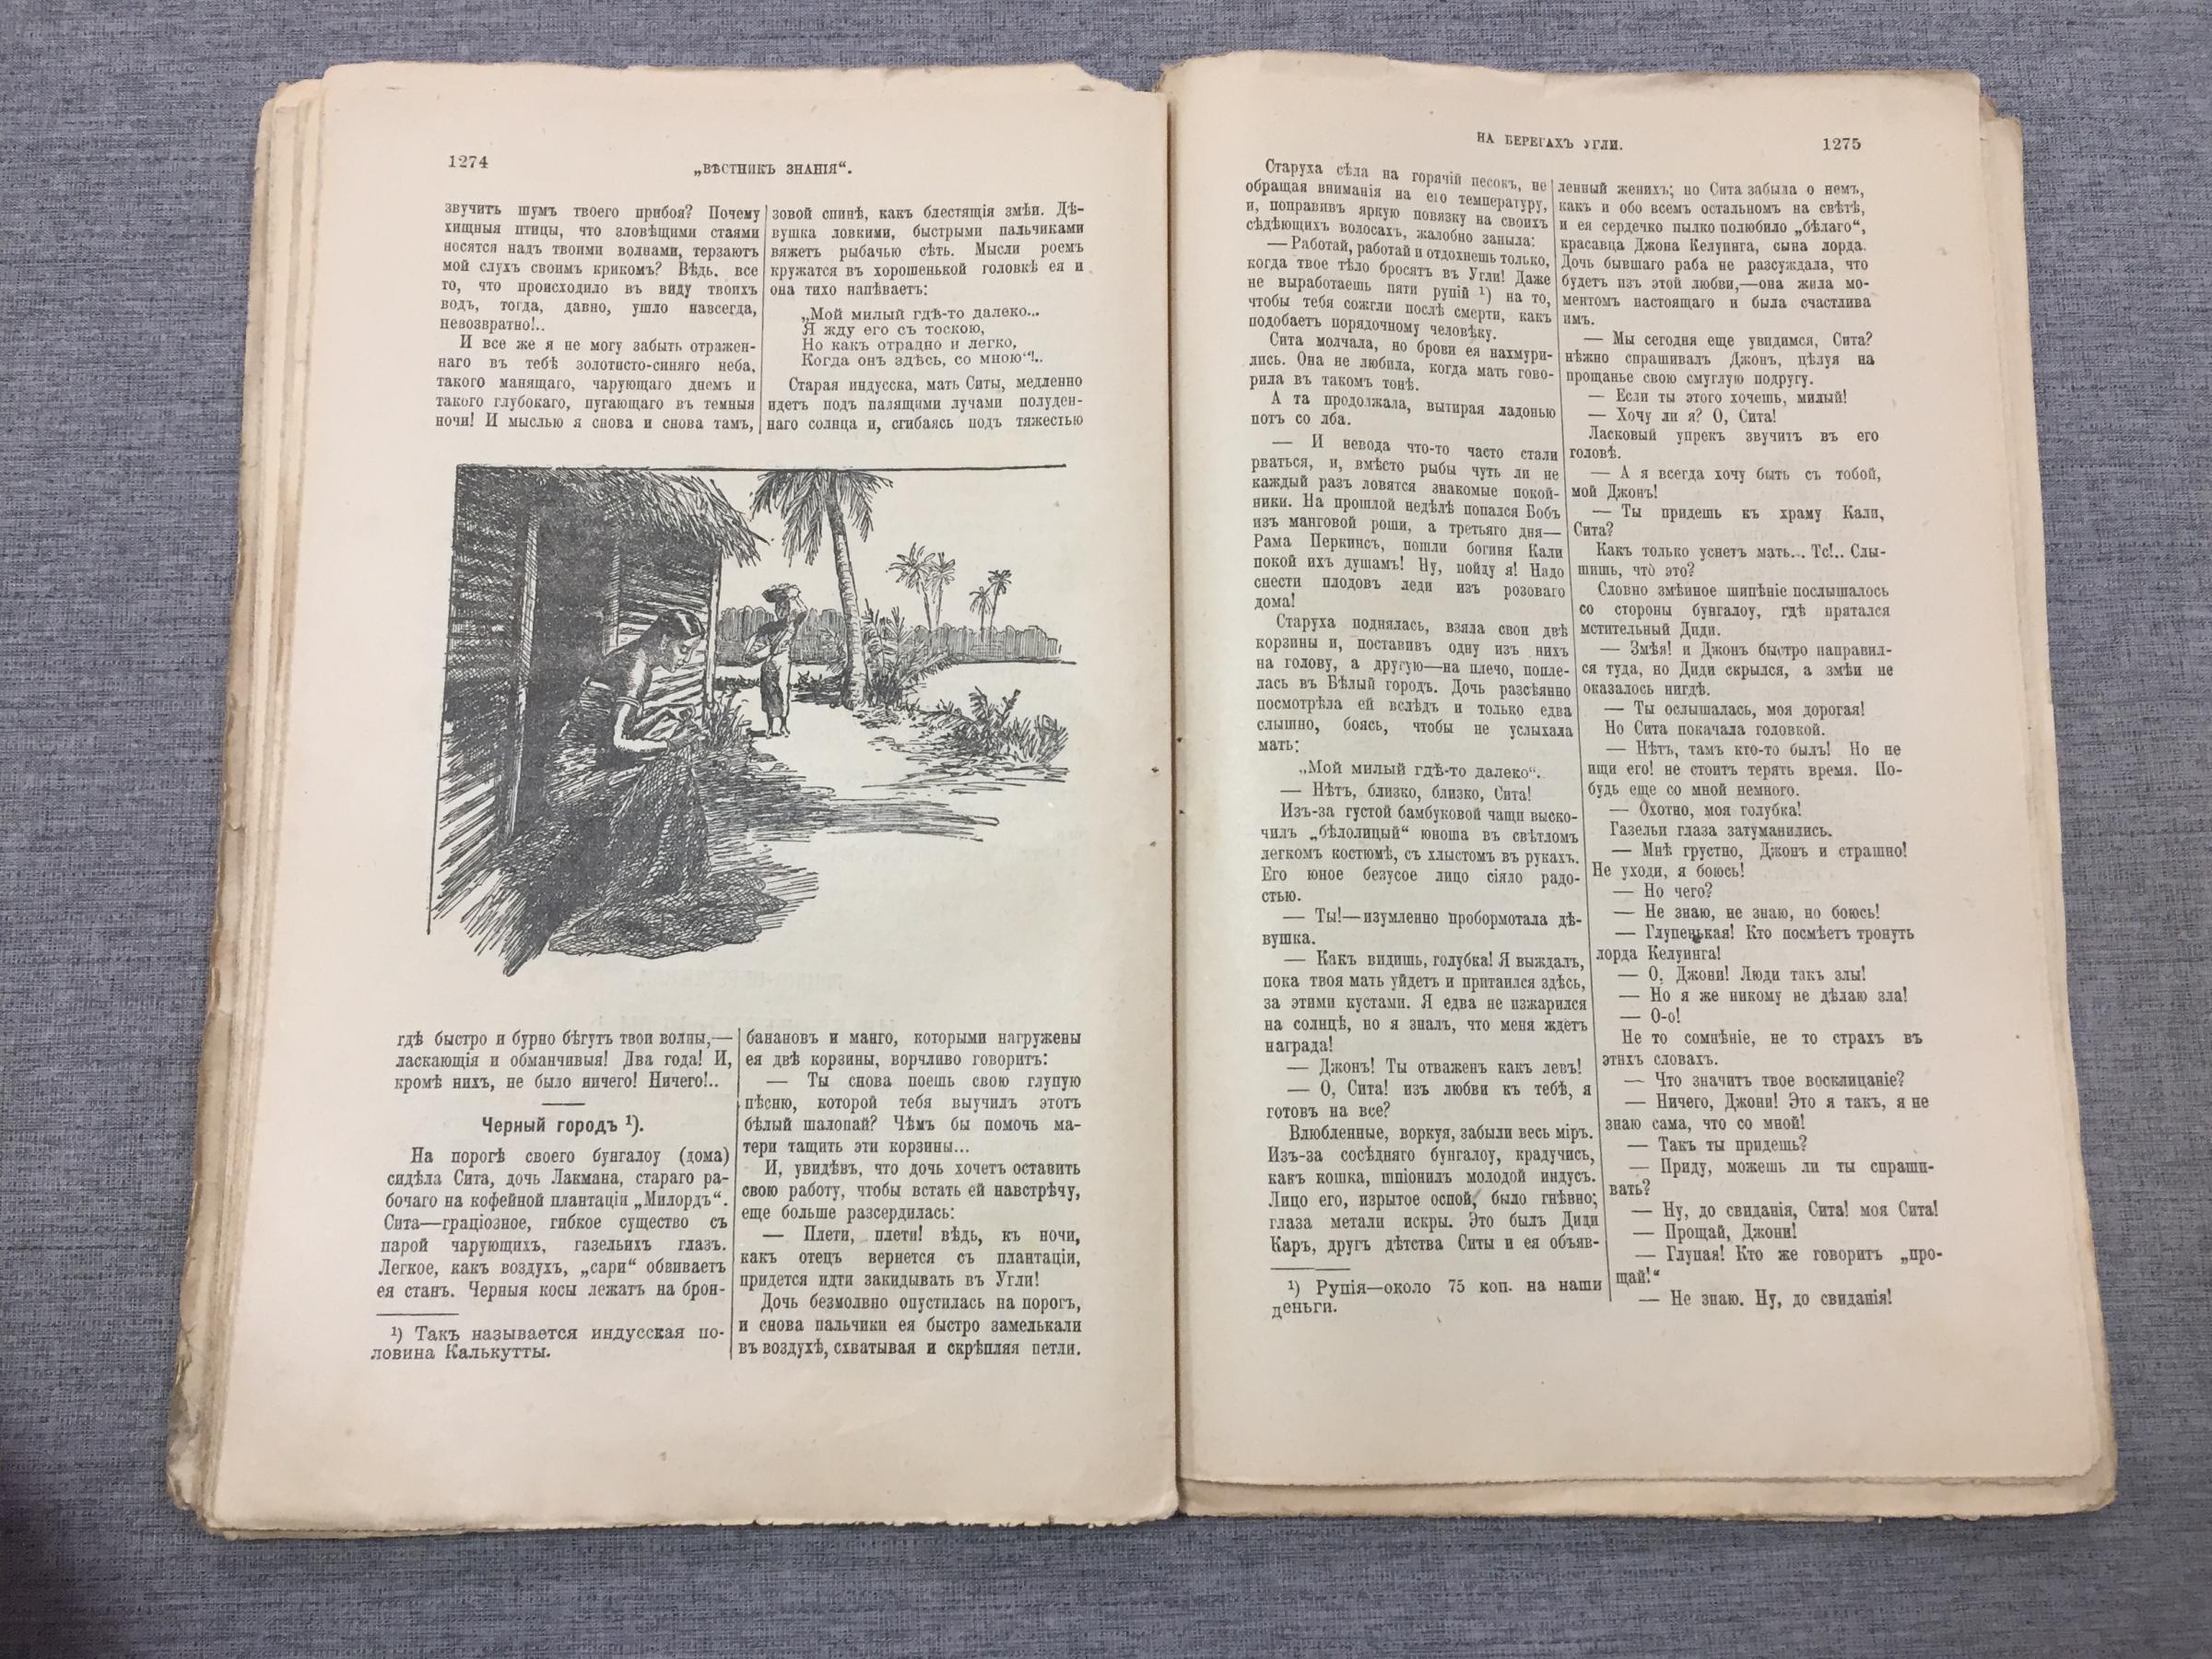 1274
„ВѢСТНИКЪ ЗНАНІЯ“.
звучитъ шумъ твоего прибоя? Почему
хищныя птицы, что зловѣщими стаями
носятся надъ твоими волнами, терзаютъ
мой слухъ своимъ крикомъ? Вѣдь, все
то, что происходило въ виду твоихъ
водъ, тогда, давно, ушло навсегда,
невозвратно!..
И все же я не могу забыть отражен-
наго въ тебѣ золотисто-синяго неба,
такого манящаго, чарующаго днемъ и
такого глубокаго, пугающаго въ темныя
ночи! И мыслью я снова и снова тамъ,
гдѣ быстро и бурно бѣгутъ твои волны,—
ласкающія и обманчивыя! Два года! И,
кромѣ нихъ, не было ничего! Ничего!..
Черный городъ ¹).
На порогѣ своего бунгалоу (дома)
сидѣла Сита, дочь Лакмана, стараго ра-
бочаго на кофейной плантаціи „Милордъ“.
Сита—граціозное, гибкое существо съ
парой чарующихъ, газельихъ глазъ.
Легкое, какъ воздухъ, „сари“ обвиваетъ
ея станъ. Черныя косы лежатъ на брон-
¹) Такъ называется индусская по-
ловина Калькутты.
зовой спинѣ, какъ блестящія змѣи. Дѣ-
вушка ловкими, быстрыми пальчиками
вяжетъ рыбачью сѣть. Мысли роемъ
кружатся въ хорошенькой головкѣ ея и
она тихо напѣваетъ:
„Мой милый гдѣ-то далеко...
Я жду его съ тоскою,
Но какъ отрадно и легко,
Когда онъ здѣсь, со мною“!..
Старая индусска, мать Ситы, медленно
идетъ подъ палящими лучами полуден-
наго солнца и, сгибаясь подъ тяжестью
банановъ и манго, которыми нагружены
ея двѣ корзины, ворчливо говоритъ:
— Ты снова поешь свою глупую
пѣсню, которой тебя выучилъ этотъ
бѣлый шалопай? Чѣмъ бы помочь ма-
тери тащить эти корзины...
И, увидѣвъ, что дочь хочетъ оставить
свою работу, чтобы встать ей навстрѣчу,
еще больше разсердилась:
— Плети, плети! вѣдь, къ ночи,
какъ отецъ вернется съ плантаціи,
придется идти закидывать въ Угли!
Дочь безмолвно опустилась на порогъ,
и снова пальчики ея быстро замелькали
въ воздухѣ, схватывая и скрѣпляя петли.
НА БЕРЕГАХЪ УГЛИ.
1275
Старуха сѣла на горячій песокъ, не
обращая вниманія на его температуру,
и, поправивъ яркую повязку на своихъ
сѣдѣющихъ волосахъ, жалобно заныла:
— Работай, работай и отдохнешь только,
когда твое тѣло бросятъ въ Угли! Даже
не выработаешь пяти рупій ¹) на то,
чтобы тебя сожгли послѣ смерти, какъ
подобаетъ порядочному человѣку.
Сита молчала, но брови ея нахмури-
лись. Она не любила, когда мать гово-
рила въ такомъ тонѣ.
А та продолжала, вытирая ладонью
потъ со лба.
— И невода что-то часто стали
рваться, и, вмѣсто рыбы чуть ли не
каждый разъ ловятся знакомые покой-
ники. На прошлой недѣлѣ попался Бобъ
изъ манговой рощи, а третьяго дня—
Рама Перкинсъ, пошли богиня Кали
покой ихъ душамъ! Ну, пойду я! Надо
снести плодовъ леди изъ розоваго
дома!
Старуха поднялась, взяла свои двѣ
корзины и, поставивъ одну изъ нихъ
на голову, а другую—на плечо, попле-
лась въ Бѣлый городъ. Дочь разсѣянно
посмотрѣла ей вслѣдъ и только едва
слышно, боясь, чтобы не услыхала
мать:
„Мой милый гдѣ-то далеко“.
— Нѣтъ, близко, близко, Сита!
Изъ-за густой бамбуковой чащи выско-
чилъ „бѣлолицый“ юноша въ свѣтломъ
легкомъ костюмѣ, съ хлыстомъ въ рукахъ.
Его юное безусое лицо сіяло радо-
стью.
— Ты!—изумленно пробормотала дѣ-
вушка.
— Какъ видишь, голубка! Я выждалъ,
пока твоя мать уйдетъ и притаился здѣсь,
за этими кустами. Я едва не изжарился
на солнцѣ, но я зналъ, что меня ждетъ
награда!
— Джонъ! Ты отваженъ какъ левъ!
— О, Сита! изъ любви къ тебѣ, я
готовъ на все?
Влюбленные, воркуя, забыли весь міръ.
Изъ-за сосѣдняго бунгалоу, крадучись,
какъ кошка, шпіонилъ молодой индусъ.
Лицо его, изрытое оспой, было гнѣвно;
глаза метали искры. Это былъ Диди
Каръ, другъ дѣтства Ситы и ея объяв-
¹) Рупія—около 75 коп. на наши
деньги.
ленный женихъ; но Сита забыла о немъ,
какъ и обо всемъ остальномъ на свѣтѣ,
и ея сердечко пылко полюбило „бѣлаго“,
красавца Джона Келуинга, сына лорда.
Дочь бывшаго раба не разсуждала, что
будетъ изъ этой любви,—она жила мо-
ментомъ настоящаго и была счастлива
имъ.
— Мы сегодня еще увидимся, Сита?
нѣжно спрашивалъ Джонъ, цѣлуя на
прощанье свою смуглую подругу.
— Если ты этого хочешь, милый!
— Хочу ли я? О, Сита!
Ласковый упрекъ звучитъ въ его
головѣ.
— А я всегда хочу быть съ тобой,
мой Джонъ!
— Ты придешь къ храму Кали,
Сита?
Какъ только уснетъ мать... Тс!.. Слы-
шишь, что̀ это?
Словно змѣиное шипѣніе послышалось
со стороны бунгалоу, гдѣ прятался
мстительный Диди.
— Змѣя! и Джонъ быстро направил-
ся туда, но Диди скрылся, а змѣи не
оказалось нигдѣ.
— Ты ослышалась, моя дорогая!
Но Сита покачала головкой.
— Нѣтъ, тамъ кто-то былъ! Но не
ищи его! не стоитъ терять время. По-
будь еще со мной немного.
— Охотно, моя голубка!
Газельи глаза затуманились.
— Мнѣ грустно, Джонъ и страшно!
Не уходи, я боюсь!
— Но чего?
— Не знаю, не знаю, но боюсь!
— Глупенькая! Кто посмѣетъ тронуть
лорда Келуинга!
— О, Джони! Люди такъ злы!
— Но я же никому не дѣлаю зла!
— О-о!
Не то сомнѣніе, не то страхъ въ
этихъ словахъ.
— Что значитъ твое восклицаніе?
— Ничего, Джони! Это я такъ, я не
знаю сама, что со мной!
— Такъ ты придешь?
— Приду, можешь ли ты спраши-
вать?
— Ну, до свиданія, Сита! моя Сита!
— Прощай, Джони!
— Глупая! Кто же говоритъ „про-
щай!“
— Не знаю. Ну, до свиданія!